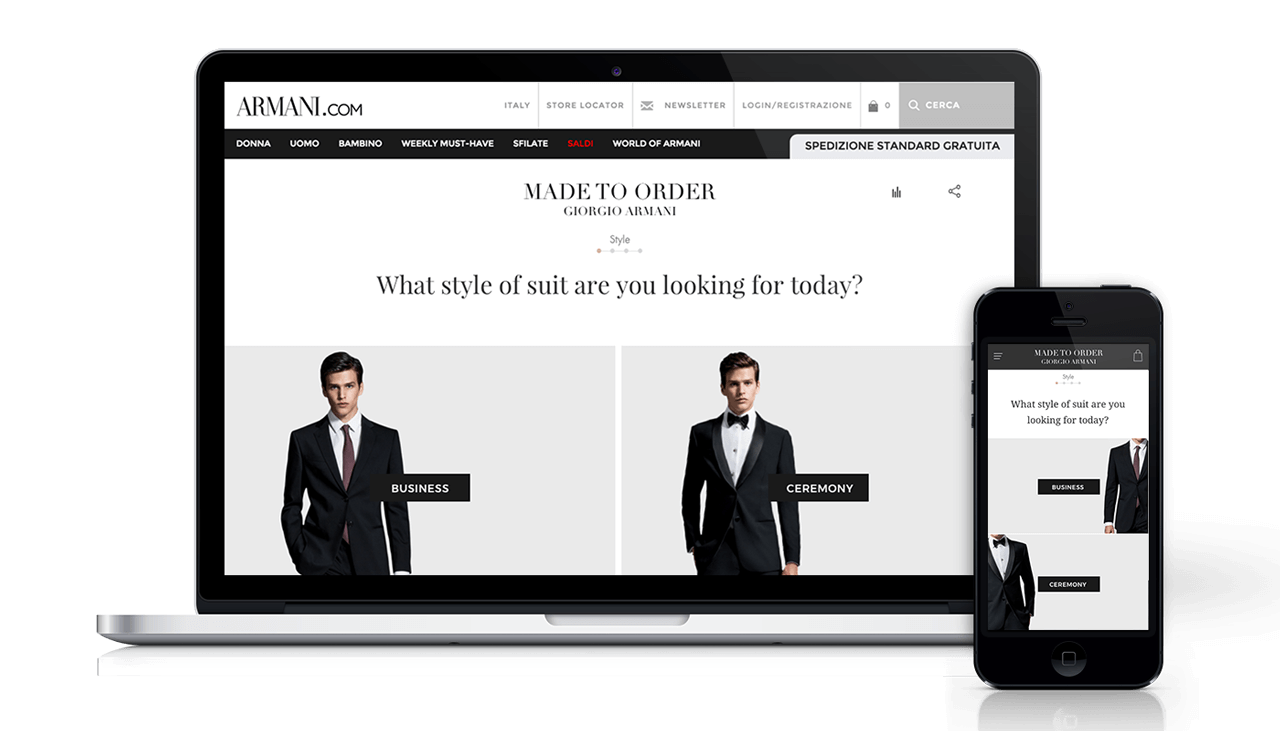 ARMANI.COM
ITALY
STORE LOCATOR
NEWSLETTER
LOGIN/REGISTRAZIONE
0
CERCA
DONNA UOMO BAMBINO WEEKLY MUST-HAVE SFILATE SALDI WORLD OF ARMANI
SPEDIZIONE STANDARD GRATUITA
MADE TO ORDER
GIORGIO ARMANI
Style
What style of suit are you looking for today?
BUSINESS
CEREMONY
MADE TO ORDER
GIORGIO ARMANI
Style
What style of suit are you
looking for today?
BUSINESS
CEREMONY